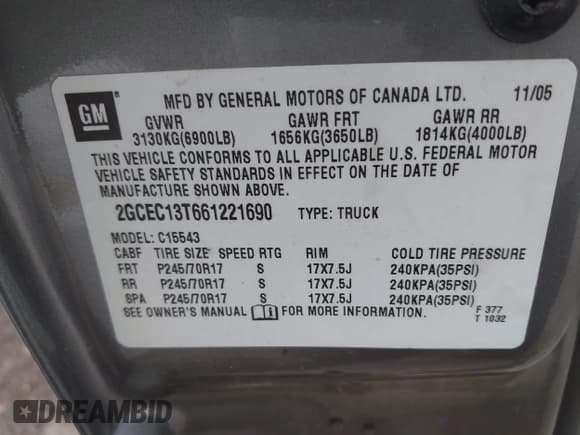 GM
®
MFD BY GENERAL MOTORS OF CANADA LTD. 11/05
GVWR GAWR FRT GAWR RR
3130KG(6900LB) 1656KG(3650LB) 1814KG(4000LB)
THIS VEHICLE CONFORMS TO ALL APPLICABLE U.S. FEDERAL MOTOR
VEHICLE SAFETY STANDARDS IN EFFECT ON THE DATE OF
MANUFACTURE SHOWN ABOVE.
2GCEC13T661221690 TYPE: TRUCK
MODEL: C15543
CABF TIRE SIZE SPEED RTG RIM COLD TIRE PRESSURE
FRT P245/70R17 S 17X7.5J 240KPA(35PSI)
RR P245/70R17 S 17X7.5J 240KPA(35PSI)
SPA P245/70R17 S 17X7.5J 240KPA(35PSI)
SEE OWNER'S MANUAL FOR MORE INFORMATION.
F 377
T 1032
DREAMBID